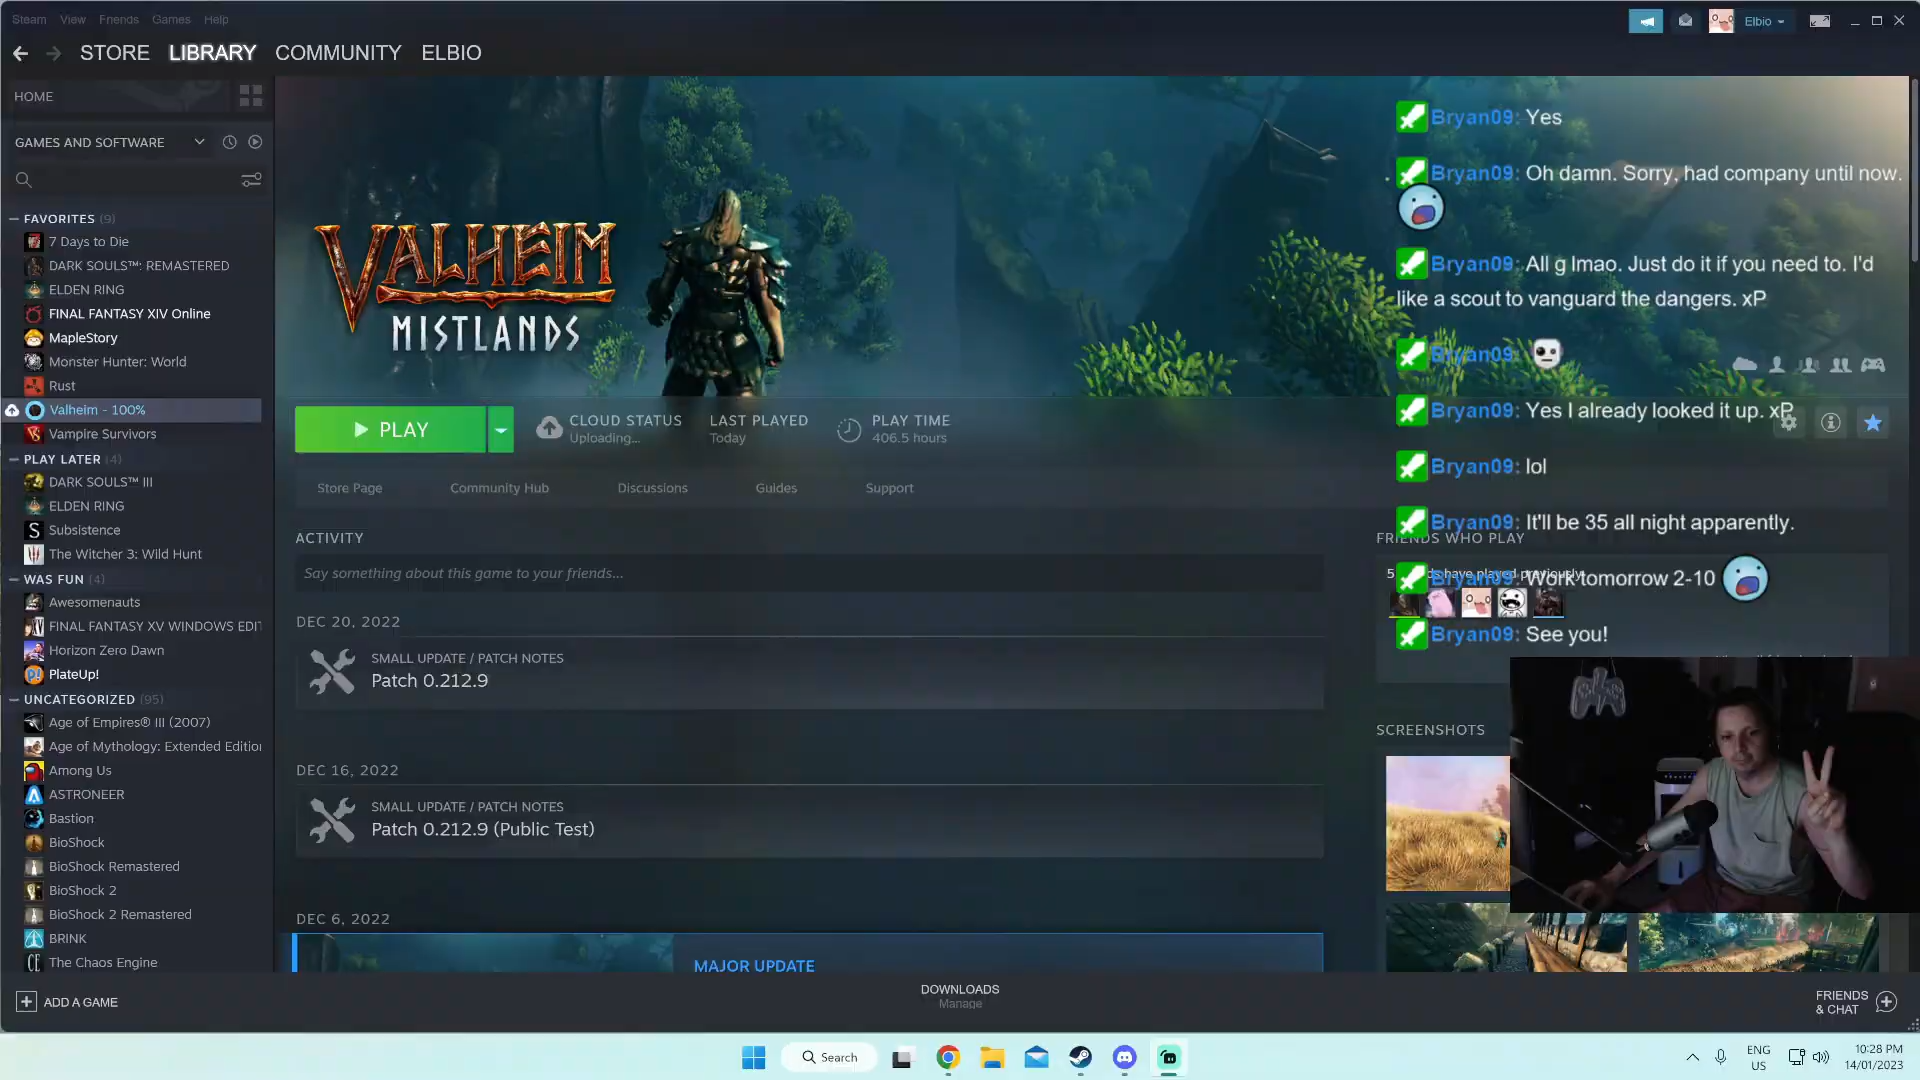 Steam View Friends Games Help
Elbio
STORE LIBRARY COMMUNITY ELBIO
HOME
GAMES AND SOFTWARE
FAVORITES (9)
7 Days to Die
DARK SOULS™: REMASTERED
ELDEN RING
FINAL FANTASY XIV Online
MapleStory
Monster Hunter: World
Rust
Valheim - 100%
Vampire Survivors
PLAY LATER (4)
DARK SOULS™ III
ELDEN RING
Subsistence
The Witcher 3: Wild Hunt
WAS FUN (4)
Awesomenauts
FINAL FANTASY XV WINDOWS EDIT
Horizon Zero Dawn
PlateUp!
UNCATEGORIZED (95)
Age of Empires® III (2007)
Age of Mythology: Extended Edition
Among Us
ASTRONEER
Bastion
BioShock
BioShock Remastered
BioShock 2
BioShock 2 Remastered
BRINK
The Chaos Engine
ADD A GAME
VALHEIM
MISTLANDS
PLAY
CLOUD STATUS
Uploading...
LAST PLAYED
Today
PLAY TIME
406.5 hours
Store Page Community Hub Discussions Guides Support
ACTIVITY
Say something about this game to your friends...
DEC 20, 2022
SMALL UPDATE / PATCH NOTES
Patch 0.212.9
DEC 16, 2022
SMALL UPDATE / PATCH NOTES
Patch 0.212.9 (Public Test)
DEC 6, 2022
MAJOR UPDATE
Bryan09: Yes
Bryan09: Oh damn. Sorry, had company until now.
Bryan09: All g lmao. Just do it if you need to. I'd
like a scout to vanguard the dangers. xP
Bryan09:
Bryan09: Yes I already looked it up. xP
Bryan09: lol
Bryan09: It'll be 35 all night apparently.
FRIENDS WHO PLAY
5 have played previously
Bryan09: Work tomorrow 2-10
Bryan09: See you!
SCREENSHOTS
DOWNLOADS
Manage
FRIENDS
& CHAT
Search
ENG
US
10:28 PM
14/01/2023